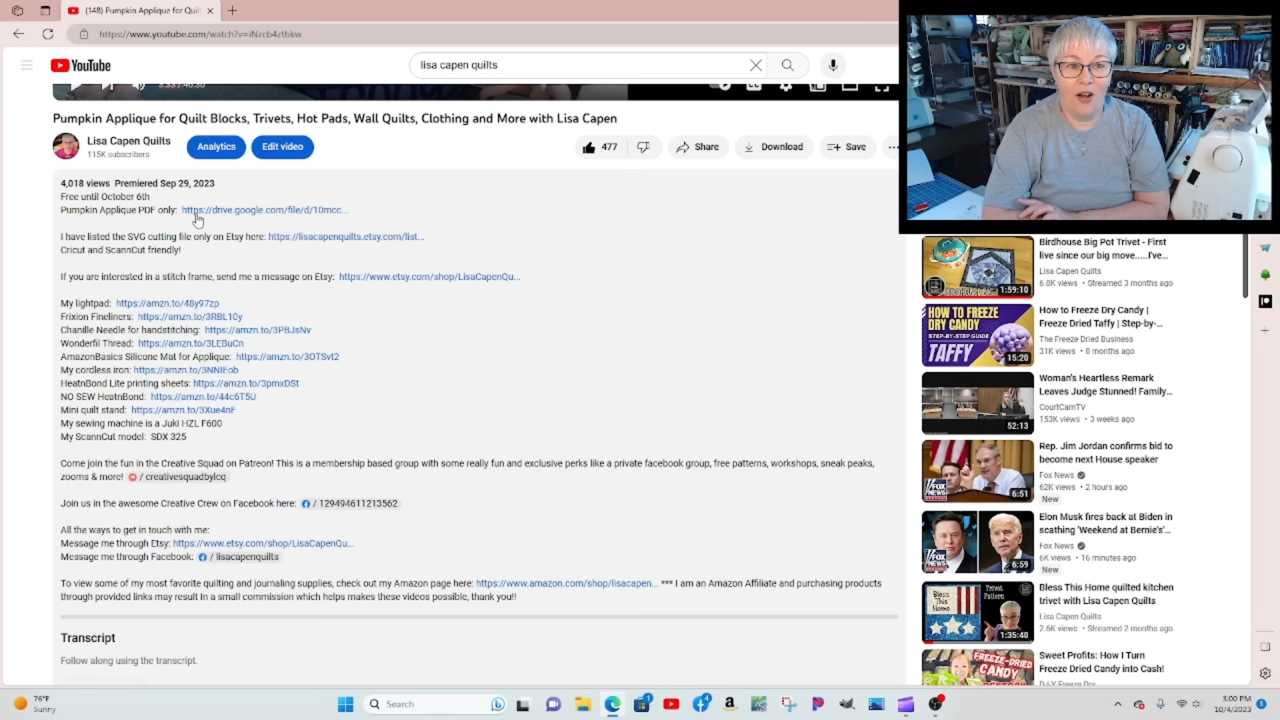 (148) Pumpkin Applique for Quilt
https://www.youtube.com/watch?v=iNzcb4ztbkw
YouTube
lisa capen quilts
Pumpkin Applique for Quilt Blocks, Trivets, Hot Pads, Wall Quilts, Clothing and More with Lisa Capen
Lisa Capen Quilts
115K subscribers
Analytics
Edit video
477
Share
Download
Save
4,018 views Premiered Sep 29, 2023
Free until October 6th
Pumpkin Applique PDF only: https://drive.google.com/file/d/10mcc...
I have listed the SVG cutting file only on Etsy here: https://lisacapenquilts.etsy.com/list...
Cricut and ScannCut friendly!
If you are interested in a stitch frame, send me a message on Etsy: https://www.etsy.com/shop/LisaCapenQu...
My lightpad: https://amzn.to/48y97zp
Frixion Fineliners: https://amzn.to/3RBL10y
Chanille Needle for handstitching: https://amzn.to/3PBJsNv
Wonderful Thread: https://amzn.to/3LEBuCn
AmazonBasics Silicone Mat for Applique: https://amzn.to/3OTSvt2
My cordless iron: https://amzn.to/3NNIEob
HeatnBond Lite printing sheets: https://amzn.to/3pmxDSt
NO SEW HeatnBond: https://amzn.to/44c6T5U
Mini quilt stand: https://amzn.to/3Xue4nF
My sewing machine is a Juki HZL F600
My ScannCut model: SDX 325
Come join the fun in the Creative Squad on Patreon! This is a membership based group with some really fun and exclusive perks like a private facebook group, free patterns, workshops, sneak peaks,
zooms & more! / creativesquadbylcq
Join us in the awesome Creative Crew on Facebook here: / 129494611213562
All the ways to get in touch with me:
Message me through Etsy: https://www.etsy.com/shop/LisaCapenQu...
Message me through Facebook: / lisacapenquilts
To view some of my most favorite quilting and journaling supplies, check out my Amazon page here: https://www.amazon.com/shop/lisacapen... *** I am an Amazon Affiliate and purchasing products
through provided links may result in a small commission which helps makes these videos possible, thank you!!
Transcript
Follow along using the transcript.
Birdhouse Big Pot Trivet - First
live since our big move.....I've...
Lisa Capen Quilts
6.8K views • Streamed 3 months ago
1:59:10
HOW TO FREEZE
DRY CANDY
STEP-BY-STEP GUIDE
TAFFY
15:20
How to Freeze Dry Candy |
Freeze Dried Taffy | Step-by-...
The Freeze Dried Business
31K views • 8 months ago
Woman's Heartless Remark
Leaves Judge Stunned! Family...
CourtCamTV
153K views • 3 weeks ago
52:13
Rep. Jim Jordan confirms bid to
become next House speaker
Fox News
62K views • 2 hours ago
New
6:51
Elon Musk fires back at Biden in
scathing 'Weekend at Bernie's'...
Fox News
6K views • 16 minutes ago
New
6:59
Bless This Home
Trivet
Pattern
1:35:40
Bless This Home quilted kitchen
trivet with Lisa Capen Quilts
Lisa Capen Quilts
2.6K views • Streamed 2 months ago
FREEZE-DRIED
CANDY
Sweet Profits: How I Turn
Freeze Dried Candy into Cash!
76°F
Sunny
Search
3:00 PM
10/4/2023